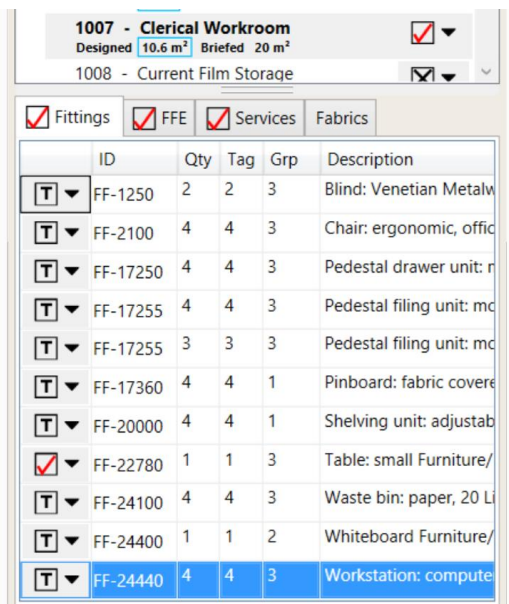 1007 - Clerical Workroom
Designed 10.6 m² Briefed 20 m²
1008 - Current Film Storage
Fittings FFE Services Fabrics
ID Qty Tag Grp Description
T FF-1250 2 2 3 Blind: Venetian Metalw
T FF-2100 4 4 3 Chair: ergonomic, offic
T FF-17250 4 4 3 Pedestal drawer unit:
T FF-17255 4 4 3 Pedestal filing unit: mo
T FF-17255 3 3 3 Pedestal filing unit: mo
T FF-17360 4 4 1 Pinboard: fabric covere
T FF-20000 4 4 1 Shelving unit: adjustab
FF-22780 1 1 3 Table: small Furniture/
T FF-24100 4 4 3 Waste bin: paper, 20 Li
T FF-24400 1 1 2 Whiteboard Furniture/
T FF-24440 4 4 3 Workstation: compute